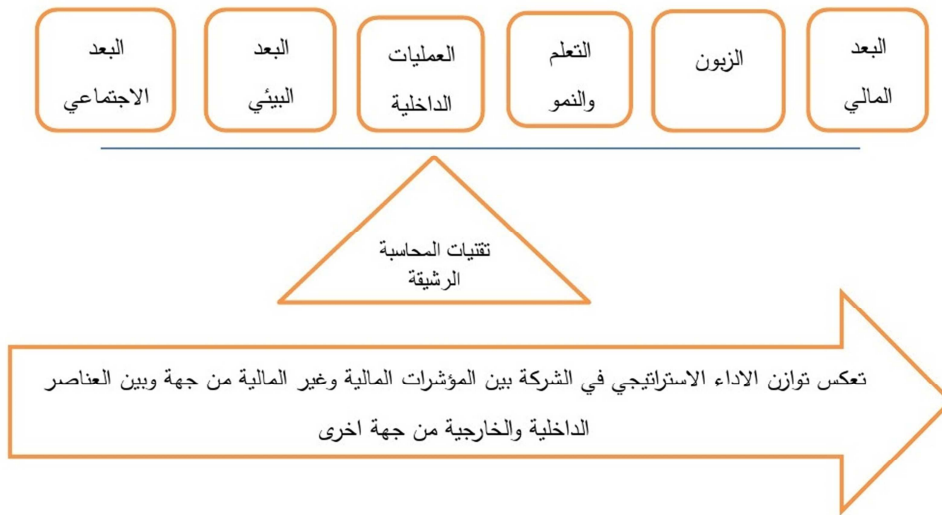 البعد
المالي
الزبون
التعلم
والنمو
العمليات
الداخلية
البعد
البيئي
البعد
الاجتماعي
تقنيات المحاسبة
الرشيقة
تعكس توازن الاداء الاستراتيجي في الشركة بين المؤشرات المالية وغير المالية من جهة وبين العناصر
الداخلية والخارجية من جهة اخرى